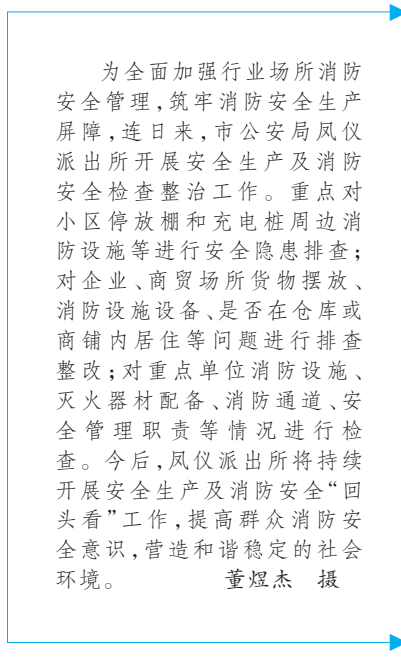 为全面加强行业场所消防
安全管理,筑牢消防安全生产
屏障,连日来,市公安局凤仪
派出所开展安全生产及消防
安全检查整治工作。重点对
小区停放棚和充电桩周边消
防设施等进行安全隐患排查;
对企业、商贸场所货物摆放、
消防设施设备、是否在仓库或
商铺内居住等问题进行排查
整改;对重点单位消防设施、
灭火器材配备、消防通道、安
全管理职责等情况进行检
查。今后,凤仪派出所将持续
开展安全生产及消防安全“回
头看”工作,提高群众消防安
全意识,营造和谐稳定的社会
环境。 董煜杰 摄